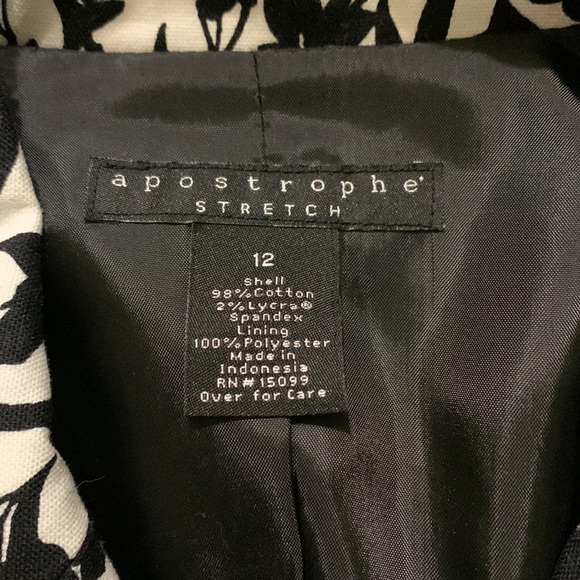 apostrophe'
STRETCH
12
Shell
98%Cotton
2%Lycra®
Spandex
Lining
100%Polyester
Made in
Indonesia
RN#15099
Over for Care